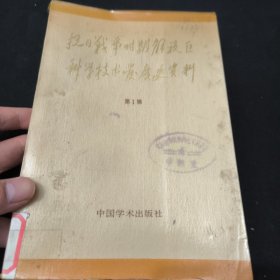 抗日战争时期解放区
科学技术发展史资料
第1辑
中国学术出版社